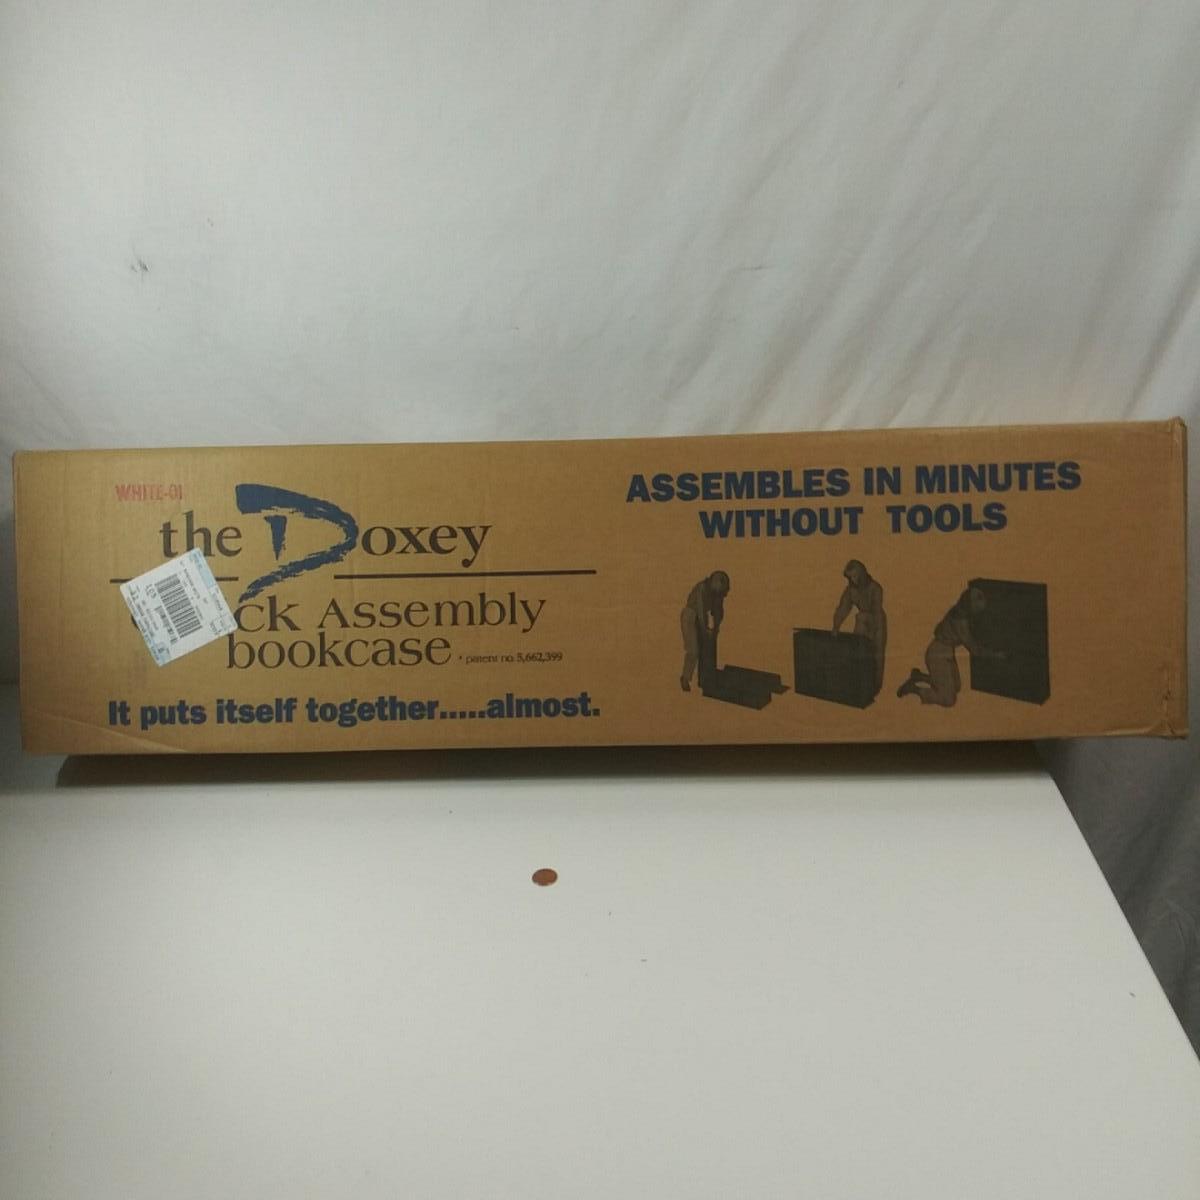 WHITE-01
the Doxey
ck Assembly
bookcase • patent no. 5,662,399
It puts itself together.....almost.
ASSEMBLES IN MINUTES
WITHOUT TOOLS